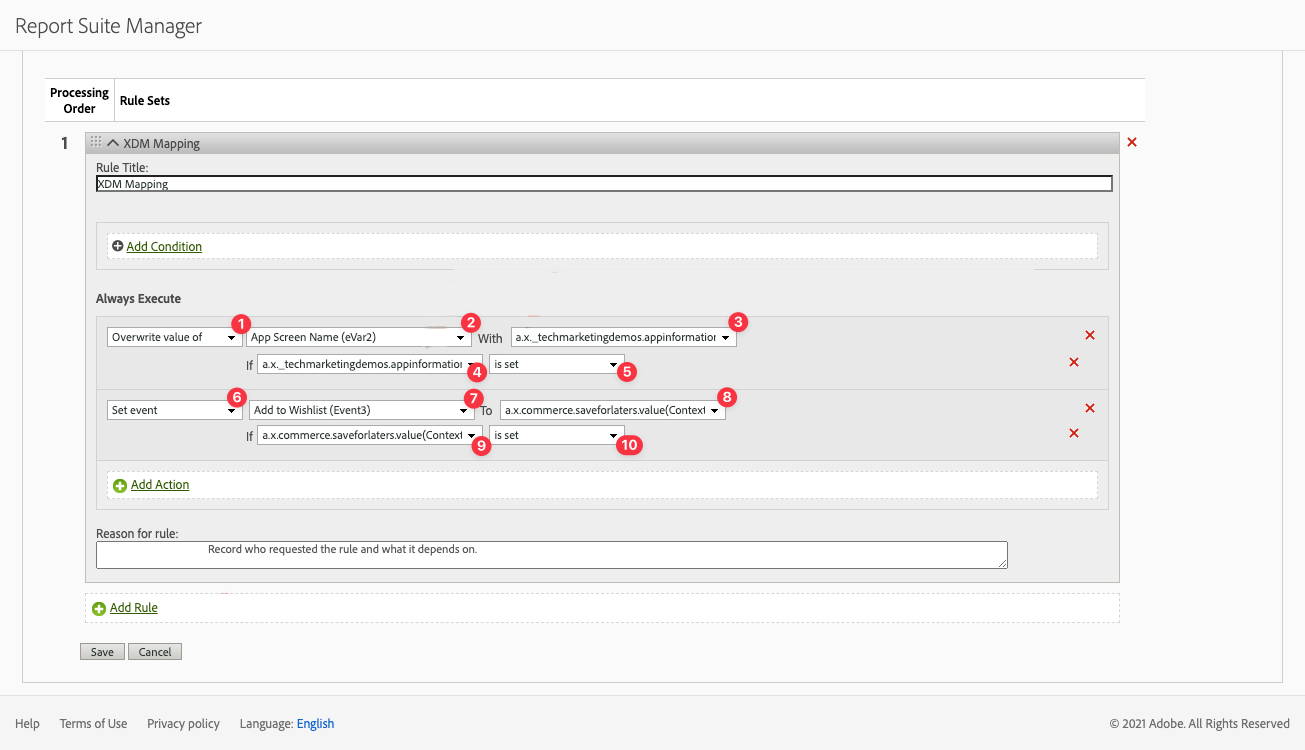 Report Suite Manager
Processing Order
Rule Sets
1
XDM Mapping
Rule Title:
XDM Mapping
Add Condition
Always Execute
Overwrite value of 1 App Screen Name (eVar2) 2 With a.x._techmarketingdemos.appinformation 3
If a.x._techmarketingdemos.appinformation 4 is set 5
Set event 6 Add to Wishlist (Event3) 7 To a.x.commerce.saveforlaters.value(Context 8
If a.x.commerce.saveforlaters.value(Context 9 is set 10
Add Action
Reason for rule:
Record who requested the rule and what it depends on.
Add Rule
Save Cancel
Help Terms of Use Privacy policy Language: English © 2021 Adobe. All Rights Reserved